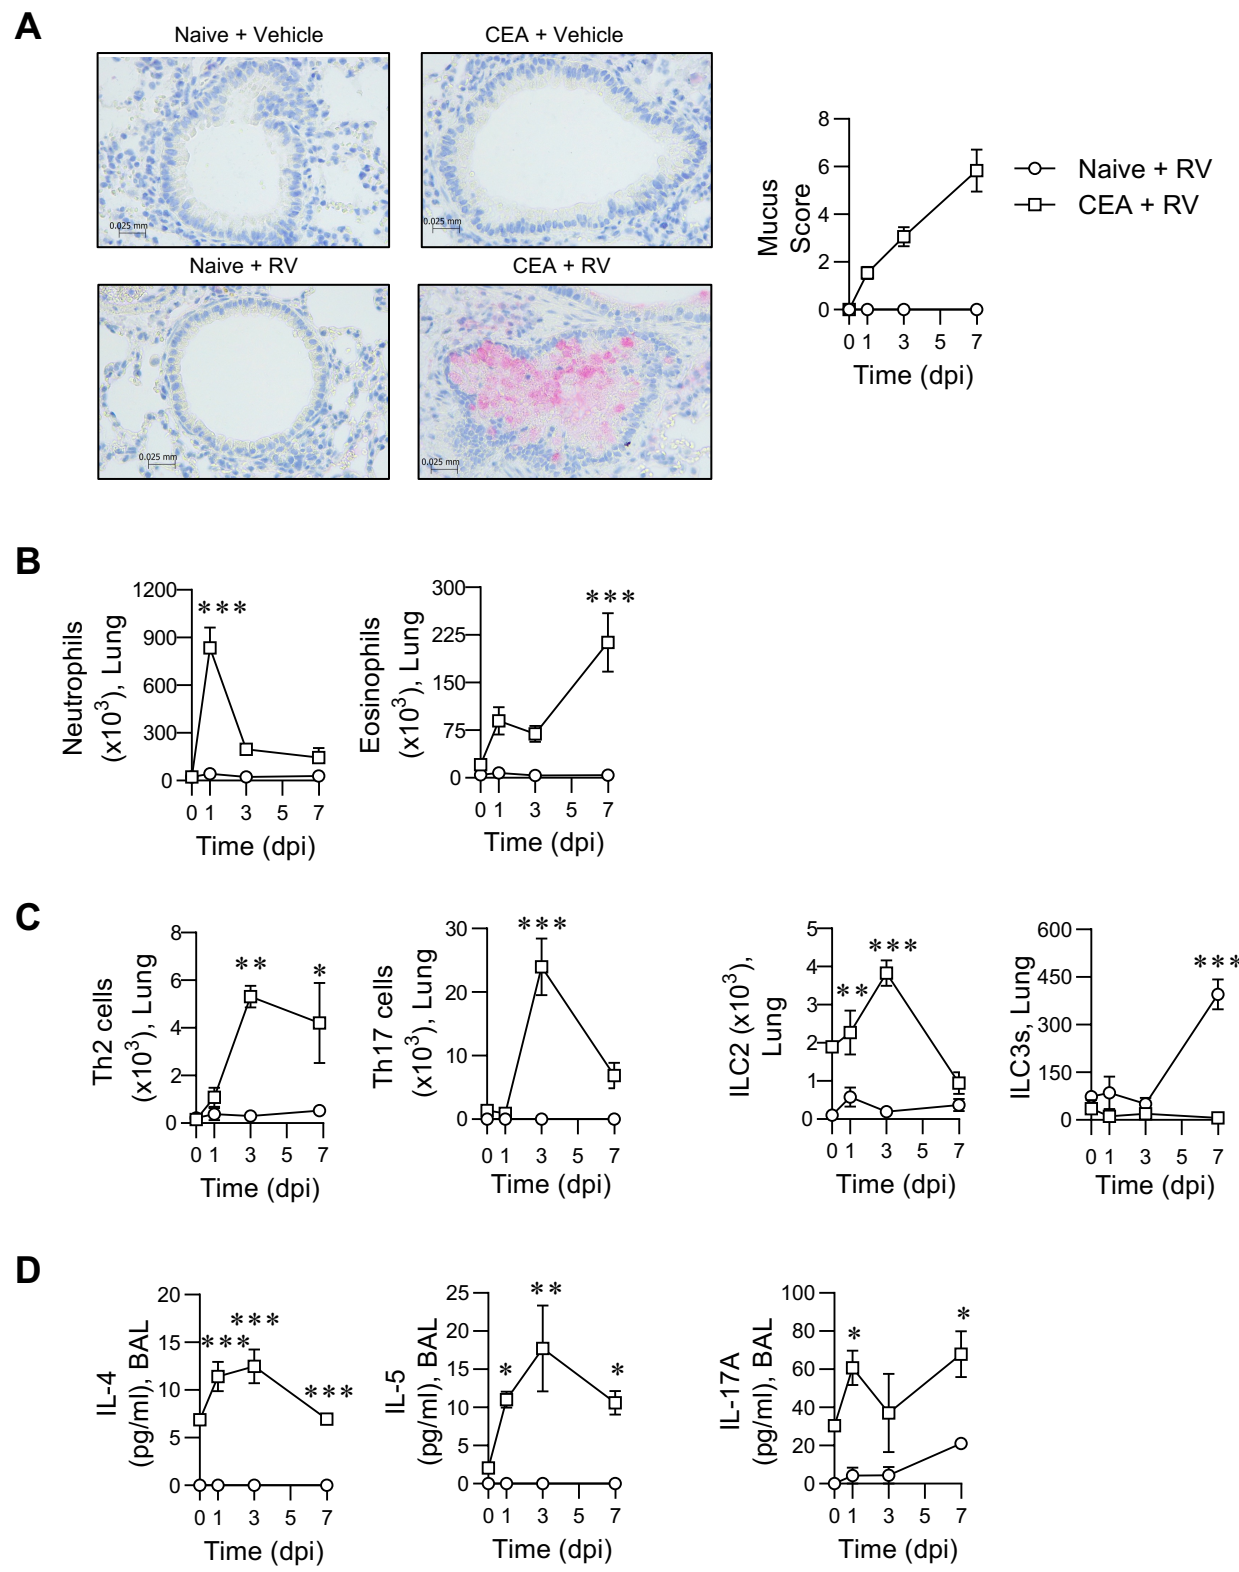 A
Naive + Vehicle
CEA + Vehicle
0.025 mm
0.025 mm
Naive + RV
CEA + RV
0.025 mm
0.025 mm
Mucus
Score
8
6
4
2
0
0 1 3 5 7
Time (dpi)
Naive + RV
CEA + RV
B
Neutrophils
(x10³), Lung
1200
900
600
300
0
***
0 1 3 5 7
Time (dpi)
Eosinophils
(x10³), Lung
300
225
150
75
0
***
0 1 3 5 7
Time (dpi)
C
Th2 cells
(x10³), Lung
8
6
4
2
0
** *
0 1 3 5 7
Time (dpi)
Th17 cells
(x10³), Lung
30
20
10
0
***
0 1 3 5 7
Time (dpi)
ILC2 (x10³),
Lung
5
4
3
2
1
0
** ***
0 1 3 5 7
Time (dpi)
ILC3s, Lung
600
450
300
150
0
***
0 1 3 5 7
Time (dpi)
D
IL-4
(pg/ml), BAL
20
15
10
5
0
*** *** ***
0 1 3 5 7
Time (dpi)
IL-5
(pg/ml), BAL
25
20
15
10
5
0
* ** *
0 1 3 5 7
Time (dpi)
IL-17A
(pg/ml), BAL
100
80
60
40
20
0
* *
0 1 3 5 7
Time (dpi)